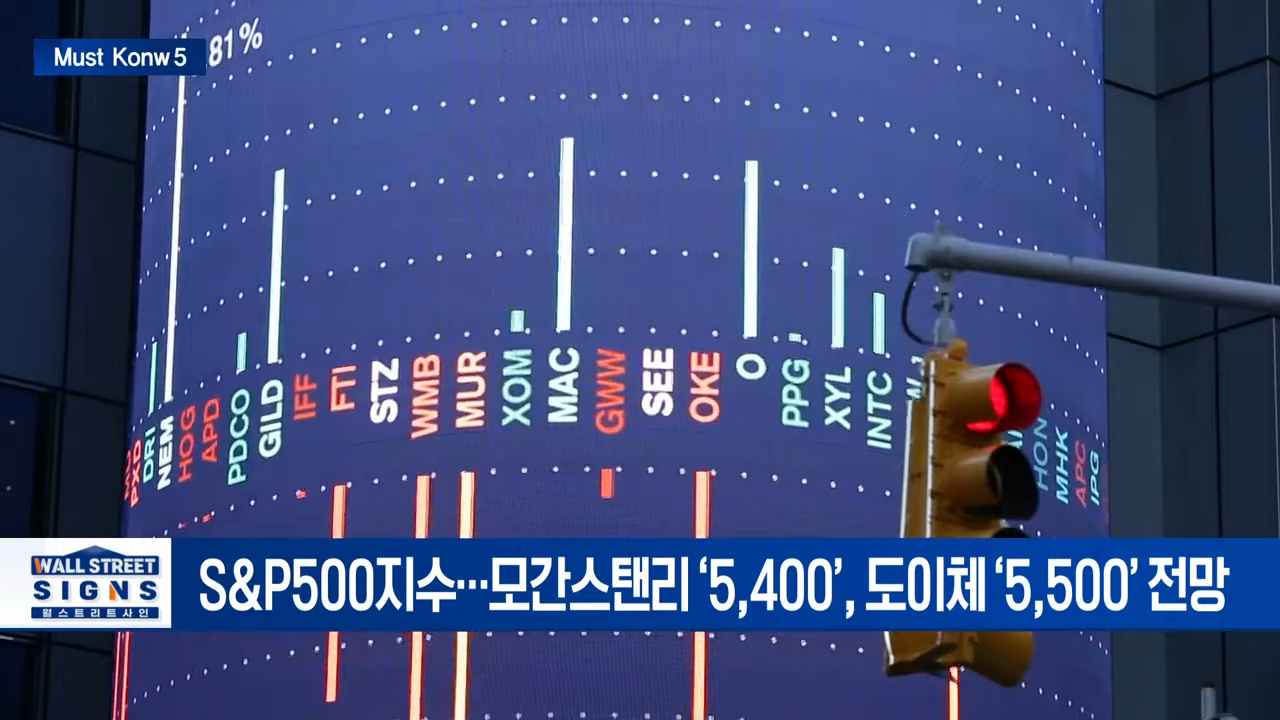 Must Konw 5
81%
PXD
DRI
NEM
HOG
APD
PDCO
GILD
IFF
FTI
STZ
WMB
MUR
XOM
MAC
GWW
SEE
OKE
O
PPG
XYL
INTC
HON
MHK
APC
IPG
WALL STREET
SIGNS
월스트리트사인
S&P500지수…모간스탠리 ‘5,400’, 도이체 ‘5,500’ 전망